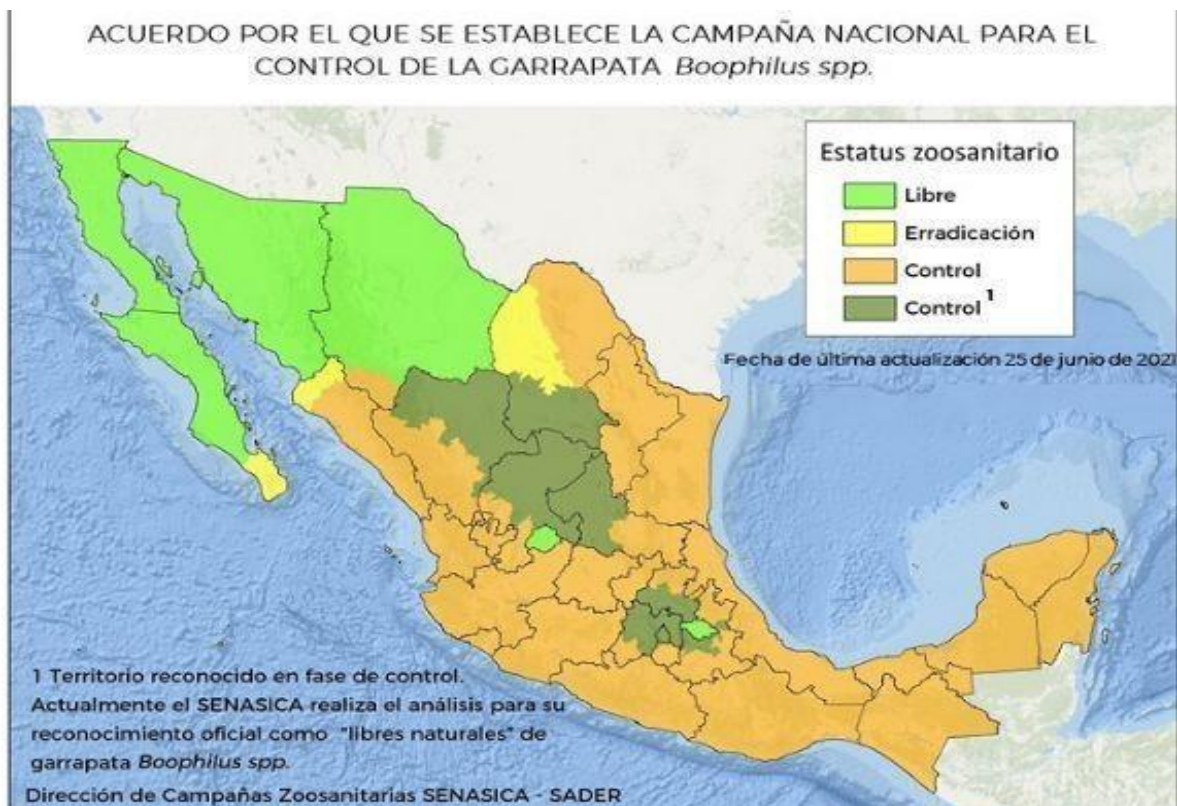 ACUERDO POR EL QUE SE ESTABLECE LA CAMPAÑA NACIONAL PARA EL
CONTROL DE LA GARRAPATA Boophilus spp.
Estatus zoosanitario
Libre
Erradicación
Control
Control 1
Fecha de última actualización 25 de junio de 2021
1 Territorio reconocido en fase de control.
Actualmente el SENASICA realiza el análisis para su
reconocimiento oficial como "libres naturales" de
garrapata Boophilus spp.
Dirección de Campañas Zoosanitarias SENASICA - SADER